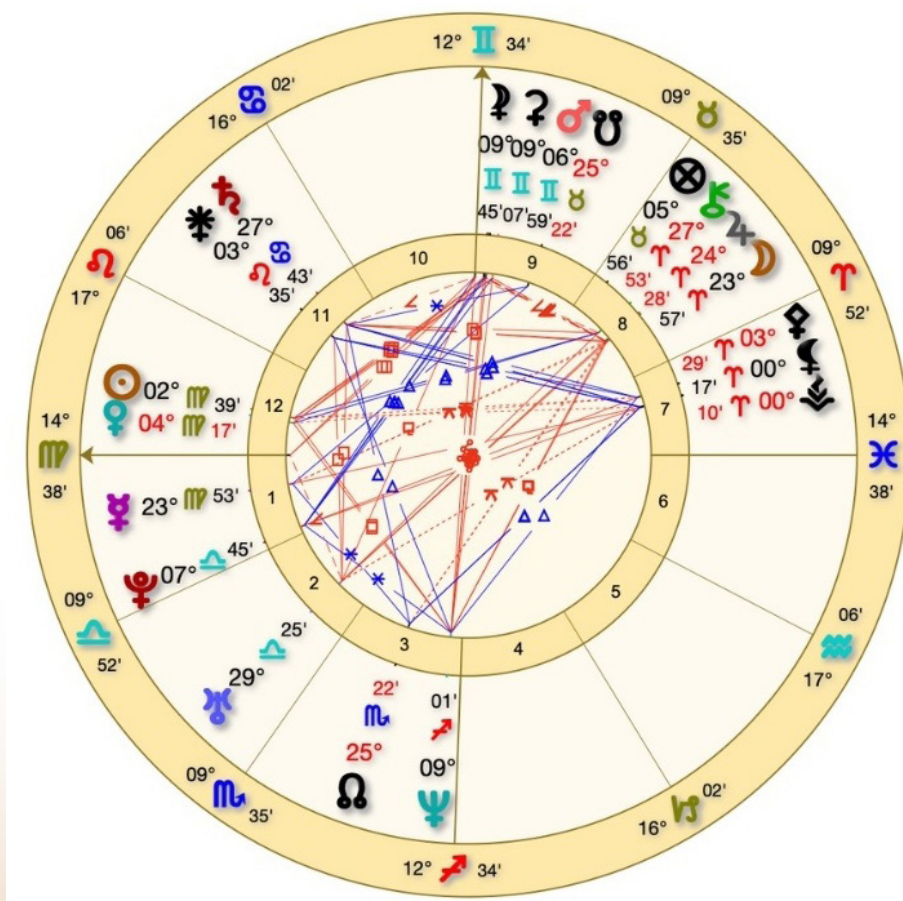 12° ♊ 34'
16° ♋ 02'
09° ♉ 35'
09° 09° 06° 25°
♊ ♊ ♊ ♉
45' 07' 59' 22'
05° ♉ 56'
27° ♈ 53'
24° ♈ 28'
23° ♈ 57'
09° ♈ 52'
27° ♋ 43'
03° ♌ 35'
06' ♌ 17°
03° ♈ 29'
00° ♈ 17'
00° ♈ 10'
02° ♍ 39'
04° ♍ 17'
14° ♍ 38'
14° ♓ 38'
23° ♍ 53'
07° ♎ 45'
09° ♎ 52'
29° ♎ 25'
25° ♏ 22'
09° ♐ 01'
09° ♏ 35'
12° ♐ 34'
16° ♑ 02'
06' ♒ 17°
10
9
11
8
12
7
1
6
2
5
3
4